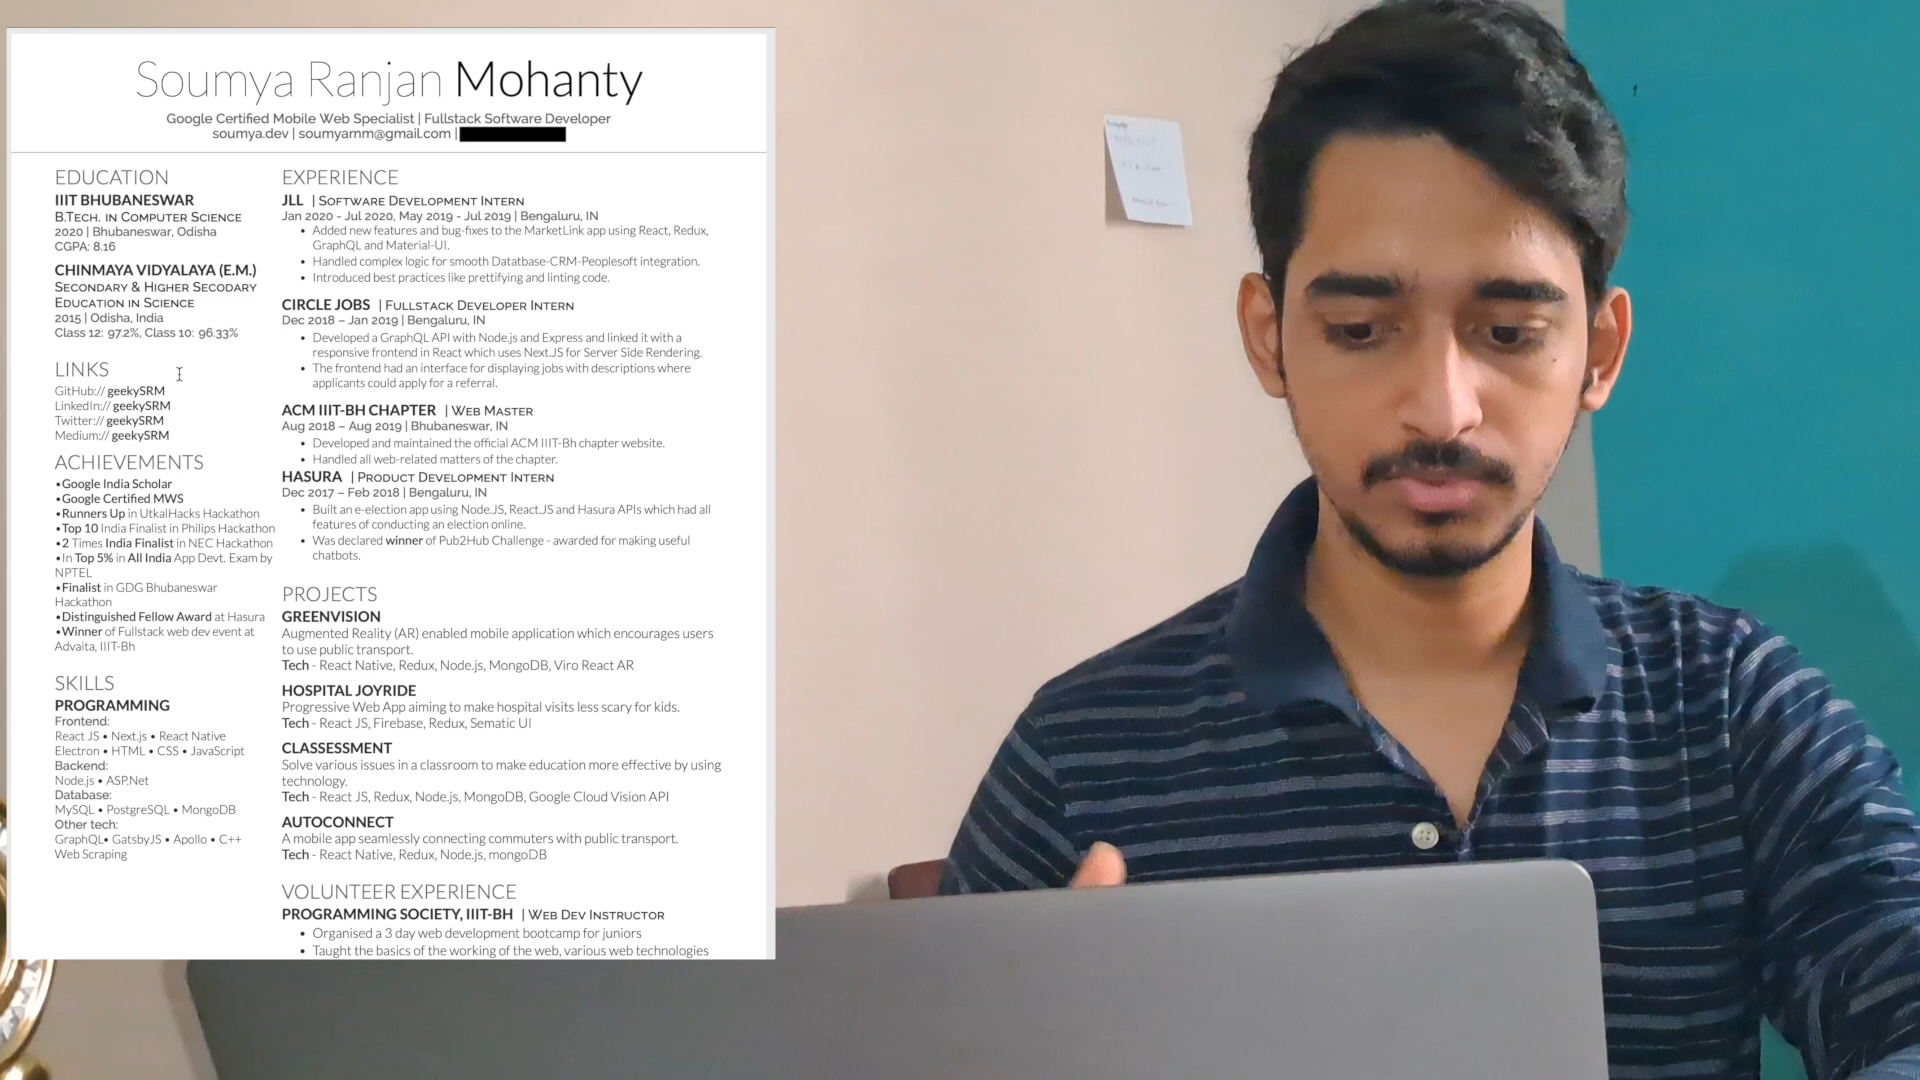 Soumya Ranjan Mohanty
Google Certified Mobile Web Specialist | Fullstack Software Developer
soumya.dev | soumyarnm@gmail.com |
EDUCATION
IIIT BHUBANESWAR
B.Tech. in Computer Science
2020 | Bhubaneswar, Odisha
CGPA: 8.16
CHINMAYA VIDYALAYA (E.M.)
Secondary & Higher Secodary
Education in Science
2015 | Odisha, India
Class 12: 97.2%, Class 10: 96.33%
LINKS
GitHub:// geekySRM
LinkedIn:// geekySRM
Twitter:// geekySRM
Medium:// geekySRM
ACHIEVEMENTS
•Google India Scholar
•Google Certified MWS
•Runners Up in UtkalHacks Hackathon
•Top 10 India Finalist in Philips Hackathon
•2 Times India Finalist in NEC Hackathon
•In Top 5% in All India App Devt. Exam by
NPTEL
•Finalist in GDG Bhubaneswar
Hackathon
•Distinguished Fellow Award at Hasura
•Winner of Fullstack web dev event at
Advaita, IIIT-Bh
SKILLS
PROGRAMMING
Frontend:
React JS • Next.js • React Native
Electron • HTML • CSS • JavaScript
Backend:
Node.js • ASP.Net
Database:
MySQL • PostgreSQL • MongoDB
Other tech:
GraphQL• GatsbyJS • Apollo • C++
Web Scraping
EXPERIENCE
JLL | Software Development Intern
Jan 2020 - Jul 2020, May 2019 - Jul 2019 | Bengaluru, IN
• Added new features and bug-fixes to the MarketLink app using React, Redux,
GraphQL and Material-UI.
• Handled complex logic for smooth Datatbase-CRM-Peoplesoft integration.
• Introduced best practices like prettifying and linting code.
CIRCLE JOBS | Fullstack Developer Intern
Dec 2018 – Jan 2019 | Bengaluru, IN
• Developed a GraphQL API with Node.js and Express and linked it with a
responsive frontend in React which uses Next.JS for Server Side Rendering.
• The frontend had an interface for displaying jobs with descriptions where
applicants could apply for a referral.
ACM IIIT-BH CHAPTER | Web Master
Aug 2018 – Aug 2019 | Bhubaneswar, IN
• Developed and maintained the official ACM IIIT-Bh chapter website.
• Handled all web-related matters of the chapter.
HASURA | Product Development Intern
Dec 2017 – Feb 2018 | Bengaluru, IN
• Built an e-election app using Node.JS, React.JS and Hasura APIs which had all
features of conducting an election online.
• Was declared winner of Pub2Hub Challenge - awarded for making useful
chatbots.
PROJECTS
GREENVISION
Augmented Reality (AR) enabled mobile application which encourages users
to use public transport.
Tech - React Native, Redux, Node.js, MongoDB, Viro React AR
HOSPITAL JOYRIDE
Progressive Web App aiming to make hospital visits less scary for kids.
Tech - React JS, Firebase, Redux, Sematic UI
CLASSESSMENT
Solve various issues in a classroom to make education more effective by using
technology.
Tech - React JS, Redux, Node.js, MongoDB, Google Cloud Vision API
AUTOCONNECT
A mobile app seamlessly connecting commuters with public transport.
Tech - React Native, Redux, Node.js, mongoDB
VOLUNTEER EXPERIENCE
PROGRAMMING SOCIETY, IIIT-BH | Web Dev Instructor
• Organised a 3 day web development bootcamp for juniors
• Taught the basics of the working of the web, various web technologies